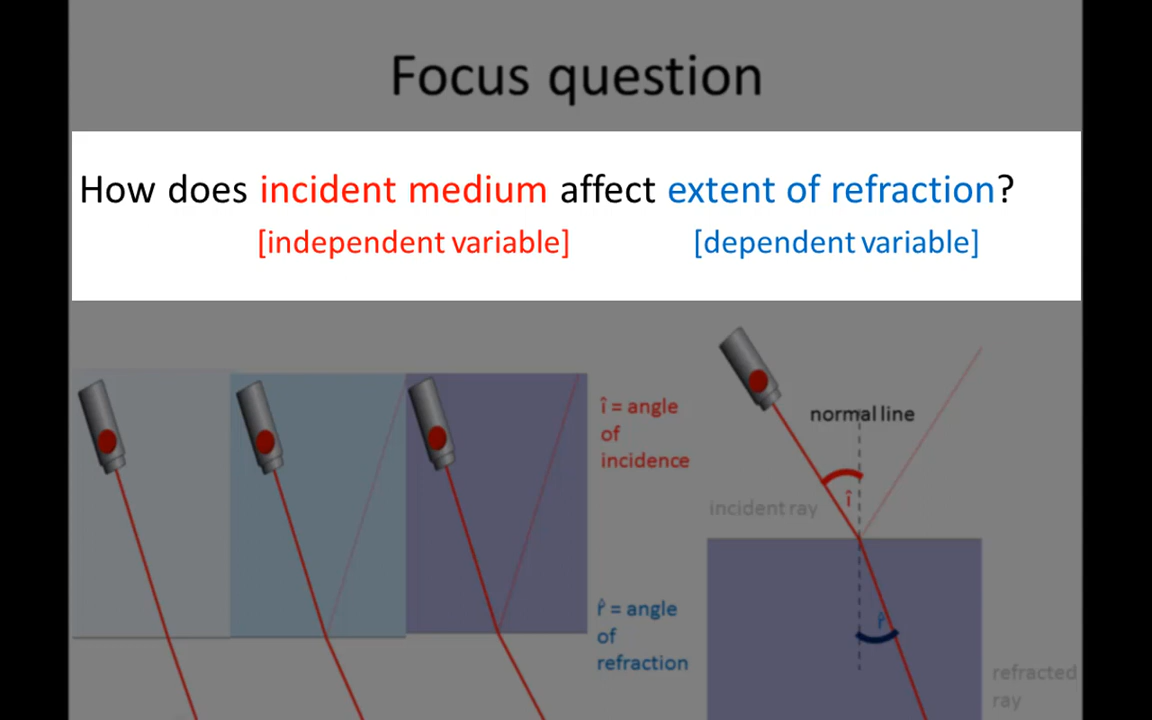 Focus question
How does incident medium affect extent of refraction?
[independent variable] [dependent variable]
î = angle
of
incidence
r̂ = angle
of
refraction
normal line
incident ray
î
r̂
refracted
ray